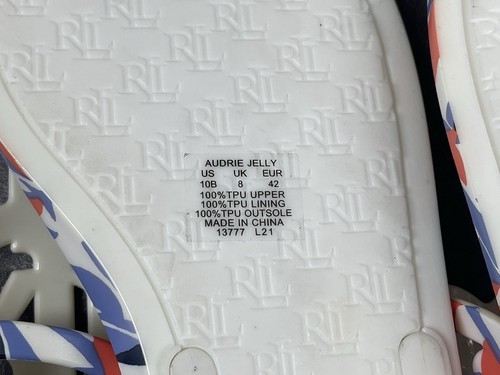 RLL
AUDRIE JELLY
US UK EUR
10B 8 42
100%TPU UPPER
100%TPU LINING
100%TPU OUTSOLE
MADE IN CHINA
13777 L21